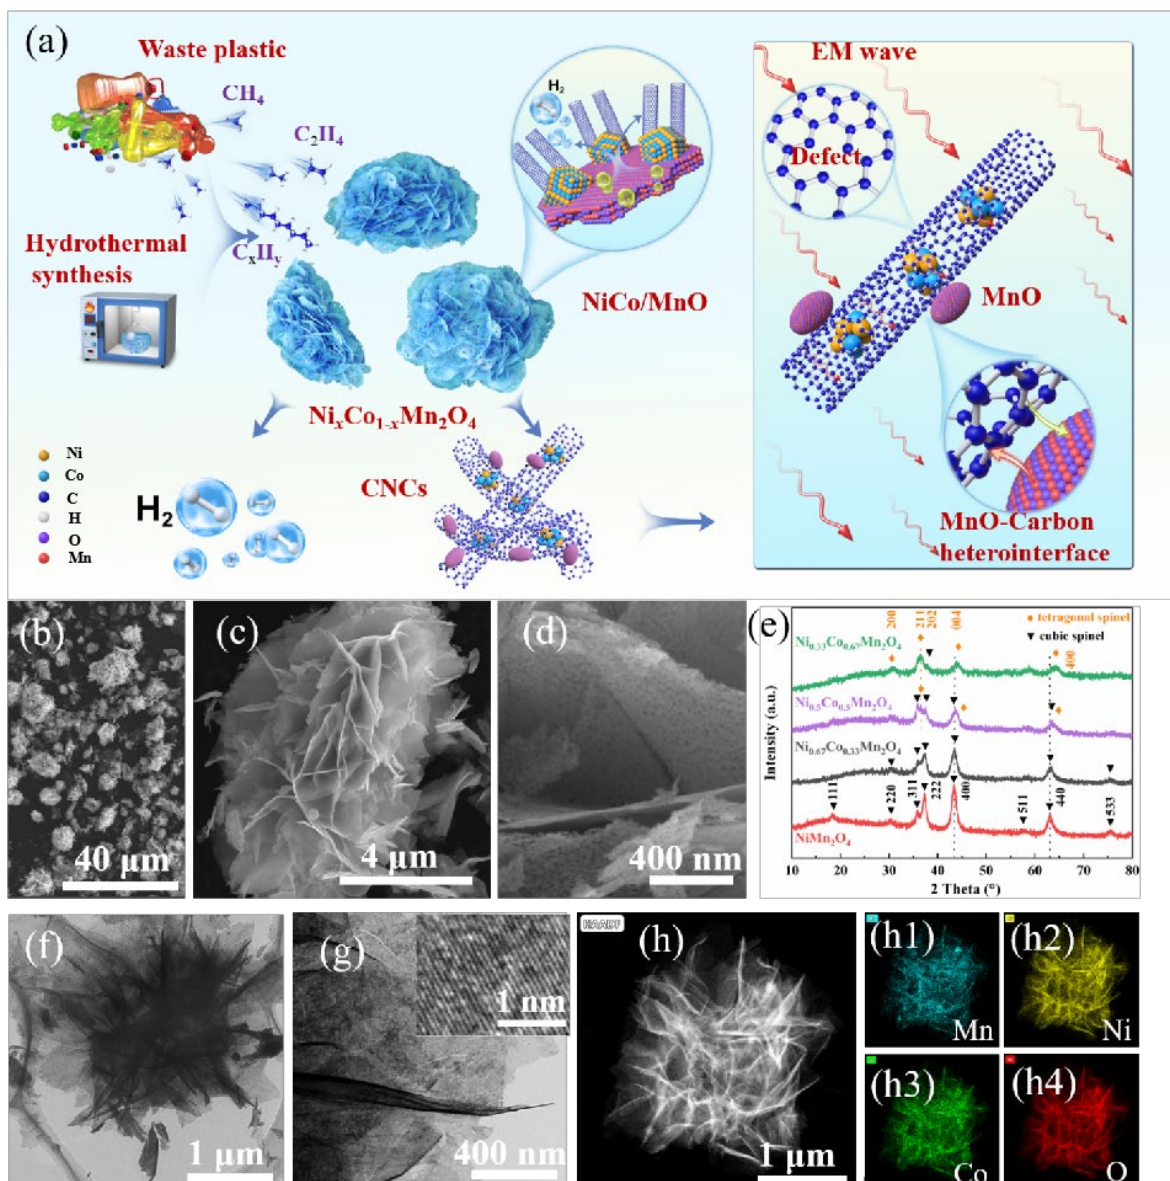 (a)
Waste plastic
CH4
C2II4
CxIIy
Hydrothermal
synthesis
H2
NiCo/MnO
NixCo1-xMn2O4
Ni
Co
C
H
O
Mn
H2
CNCs
EM wave
Defect
MnO
MnO-Carbon
heterointerface
(b)
40 μm
(c)
4 μm
(d)
400 nm
(e)
200
211
202
004
400
tetragonal spinel
cubic spinel
Ni0.33Co0.67Mn2O4
Ni0.5Co0.5Mn2O4
Ni0.67Co0.33Mn2O4
NiMn2O4
111
220
311
222
400
511
440
533
Intensity (a.u.)
10 20 30 40 50 60 70 80
2 Theta (°)
(f)
1 μm
(g)
1 nm
400 nm
HAADF
(h)
1 μm
(h1)
Mn
(h2)
Ni
(h3)
Co
(h4)
O